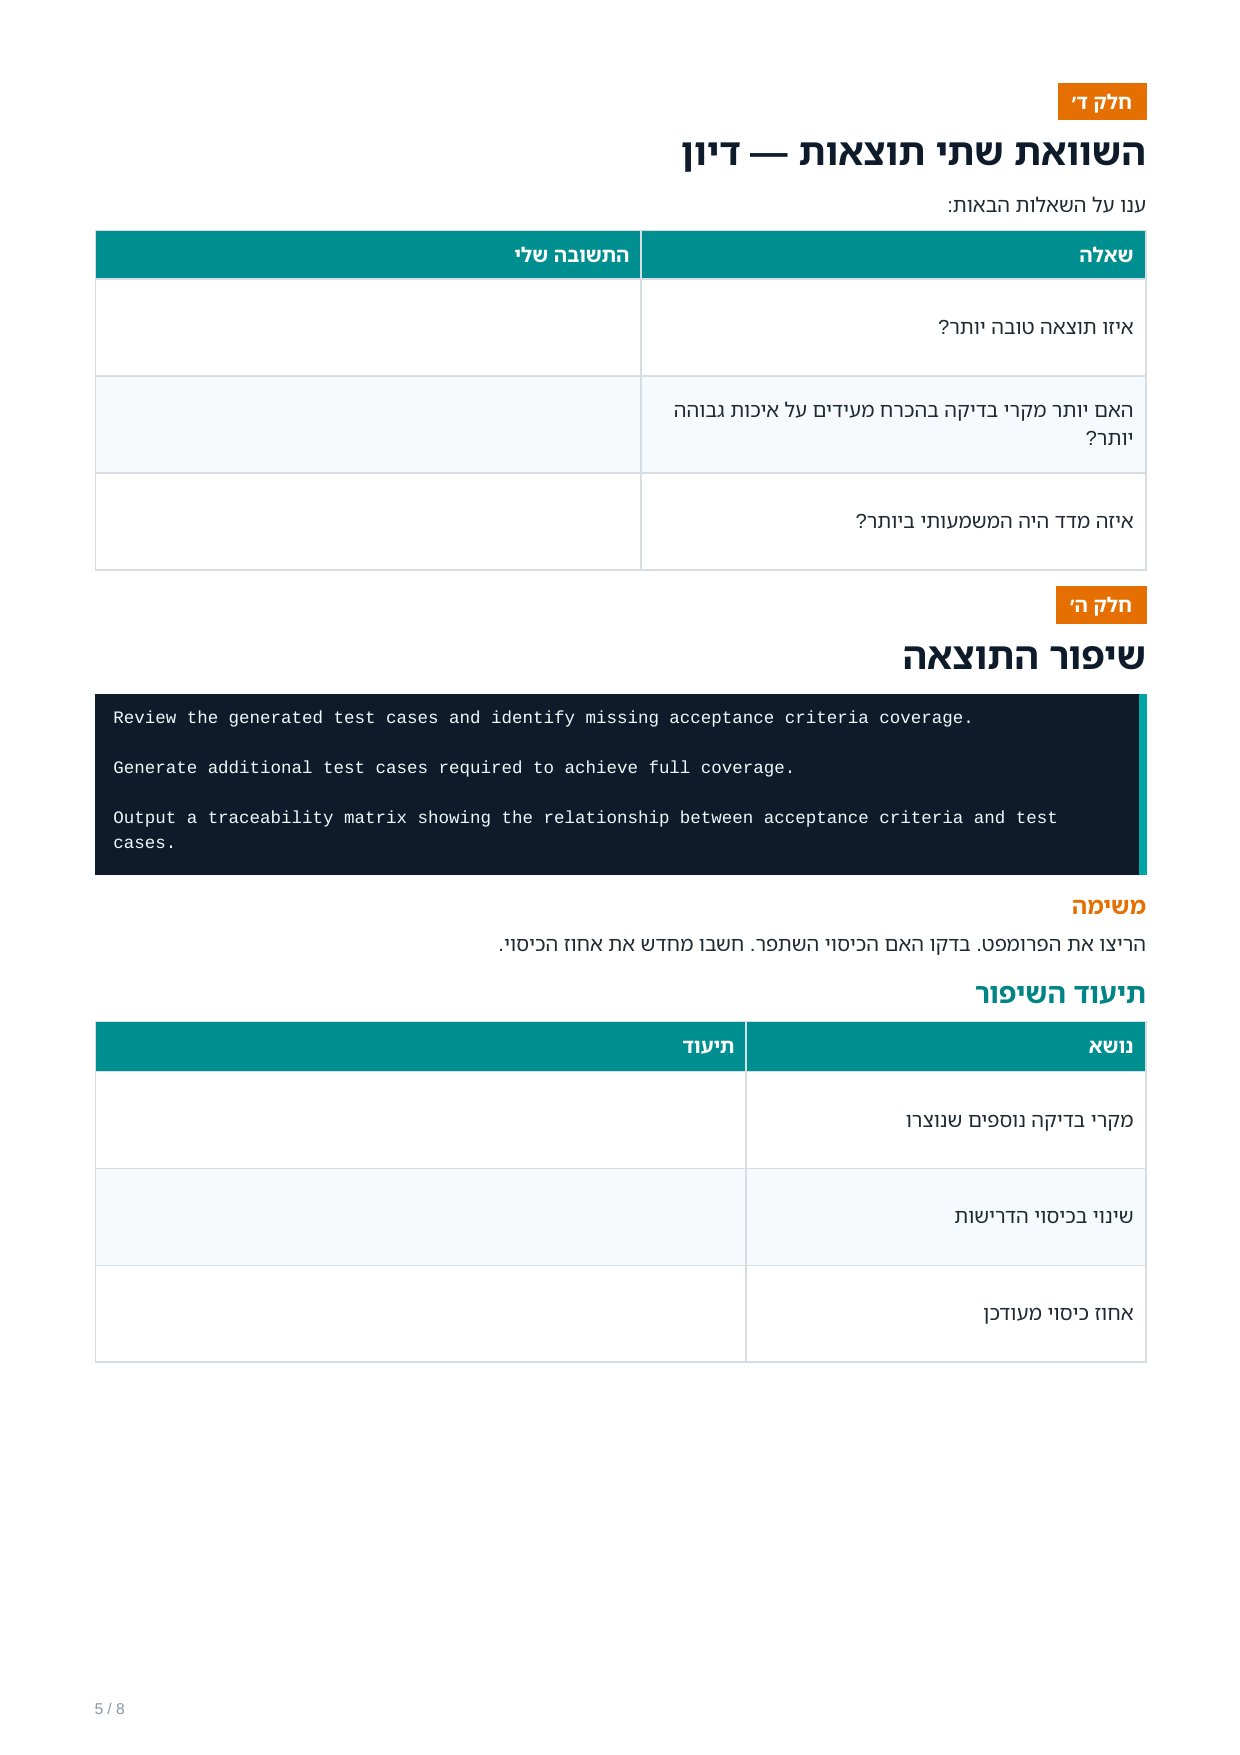 חלק ד׳
השוואת שתי תוצאות — דיון
ענו על השאלות הבאות:
שאלה
התשובה שלי
איזו תוצאה טובה יותר?
האם יותר מקרי בדיקה בהכרח מעידים על איכות גבוהה
יותר?
איזה מדד היה המשמעותי ביותר?
חלק ה׳
שיפור התוצאה
Review the generated test cases and identify missing acceptance criteria coverage.
Generate additional test cases required to achieve full coverage.
Output a traceability matrix showing the relationship between acceptance criteria and test
cases.
משימה
הריצו את הפרומפט. בדקו האם הכיסוי השתפר. חשבו מחדש את אחוז הכיסוי.
תיעוד השיפור
נושא
תיעוד
מקרי בדיקה נוספים שנוצרו
שינוי בכיסוי הדרישות
אחוז כיסוי מעודכן
5 / 8